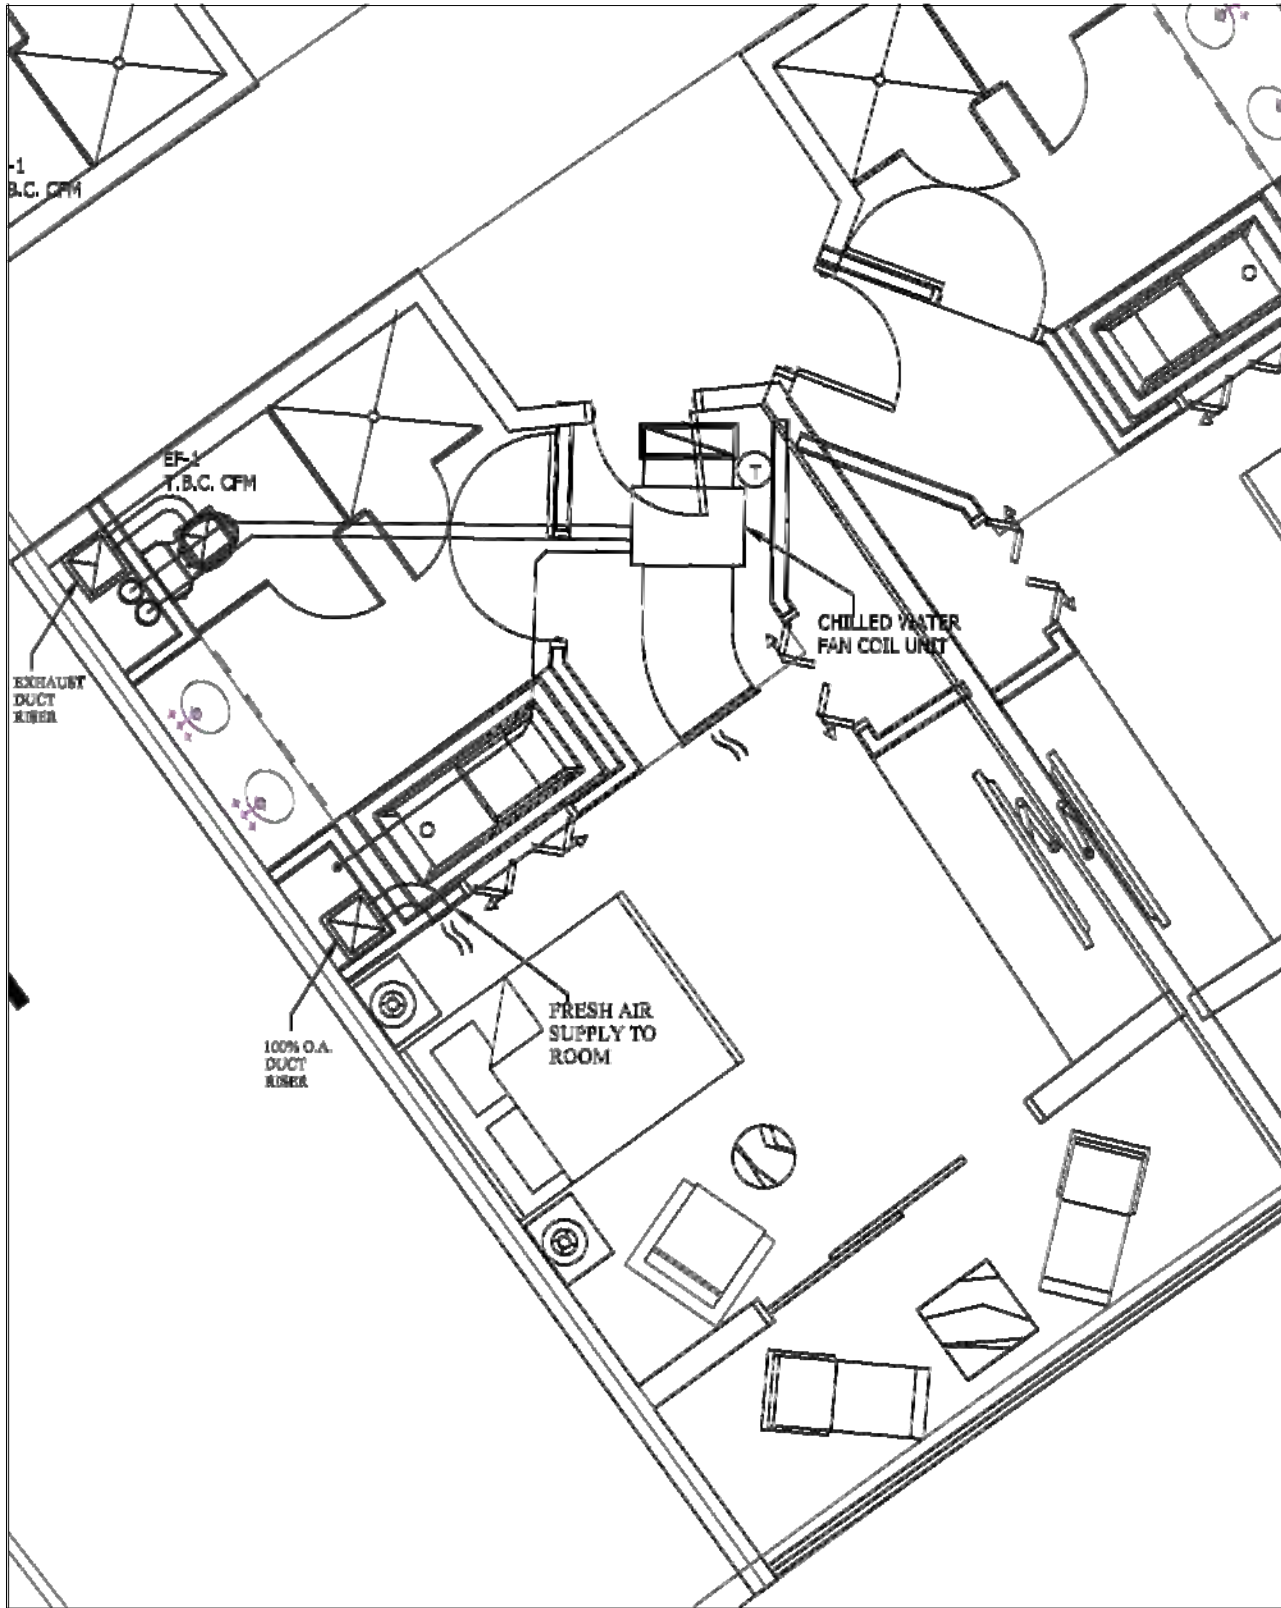 -1
B.C. CFM
EF-1
T.B.C. CFM
T
CHILLED WATER
FAN COIL UNIT
EXHAUST
DUCT
RISER
FRESH AIR
SUPPLY TO
ROOM
100% O.A.
DUCT
RISER